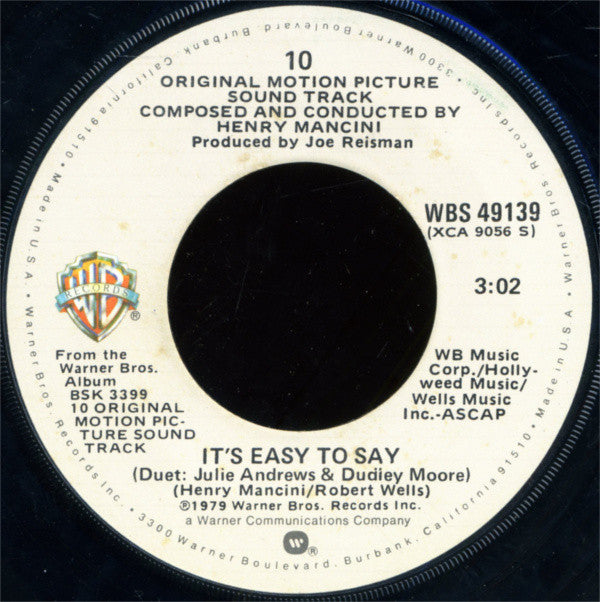 10
ORIGINAL MOTION PICTURE
SOUND TRACK
COMPOSED AND CONDUCTED BY
HENRY MANCINI
Produced by Joe Reisman
WBS 49139
(XCA 9056 S)
3:02
WB
RECORDS
®
From the
Warner Bros.
Album
BSK 3399
10 ORIGINAL
MOTION PIC-
TURE SOUND
TRACK
WB Music
Corp./Holly-
weed Music/
Wells Music
Inc.-ASCAP
IT'S EASY TO SAY
(Duet: Julie Andrews & Dudley Moore)
(Henry Mancini/Robert Wells)
℗1979 Warner Bros. Records Inc.
a Warner Communications Company
W®
Made in U.S.A. • Warner Bros. Records Inc. • 3300 Warner Boulevard, Burbank, California 91510 • Made in U.S.A. • Warner Bros. Records Inc. • 3300 Warner Boulevard, Burbank, California 91510 •